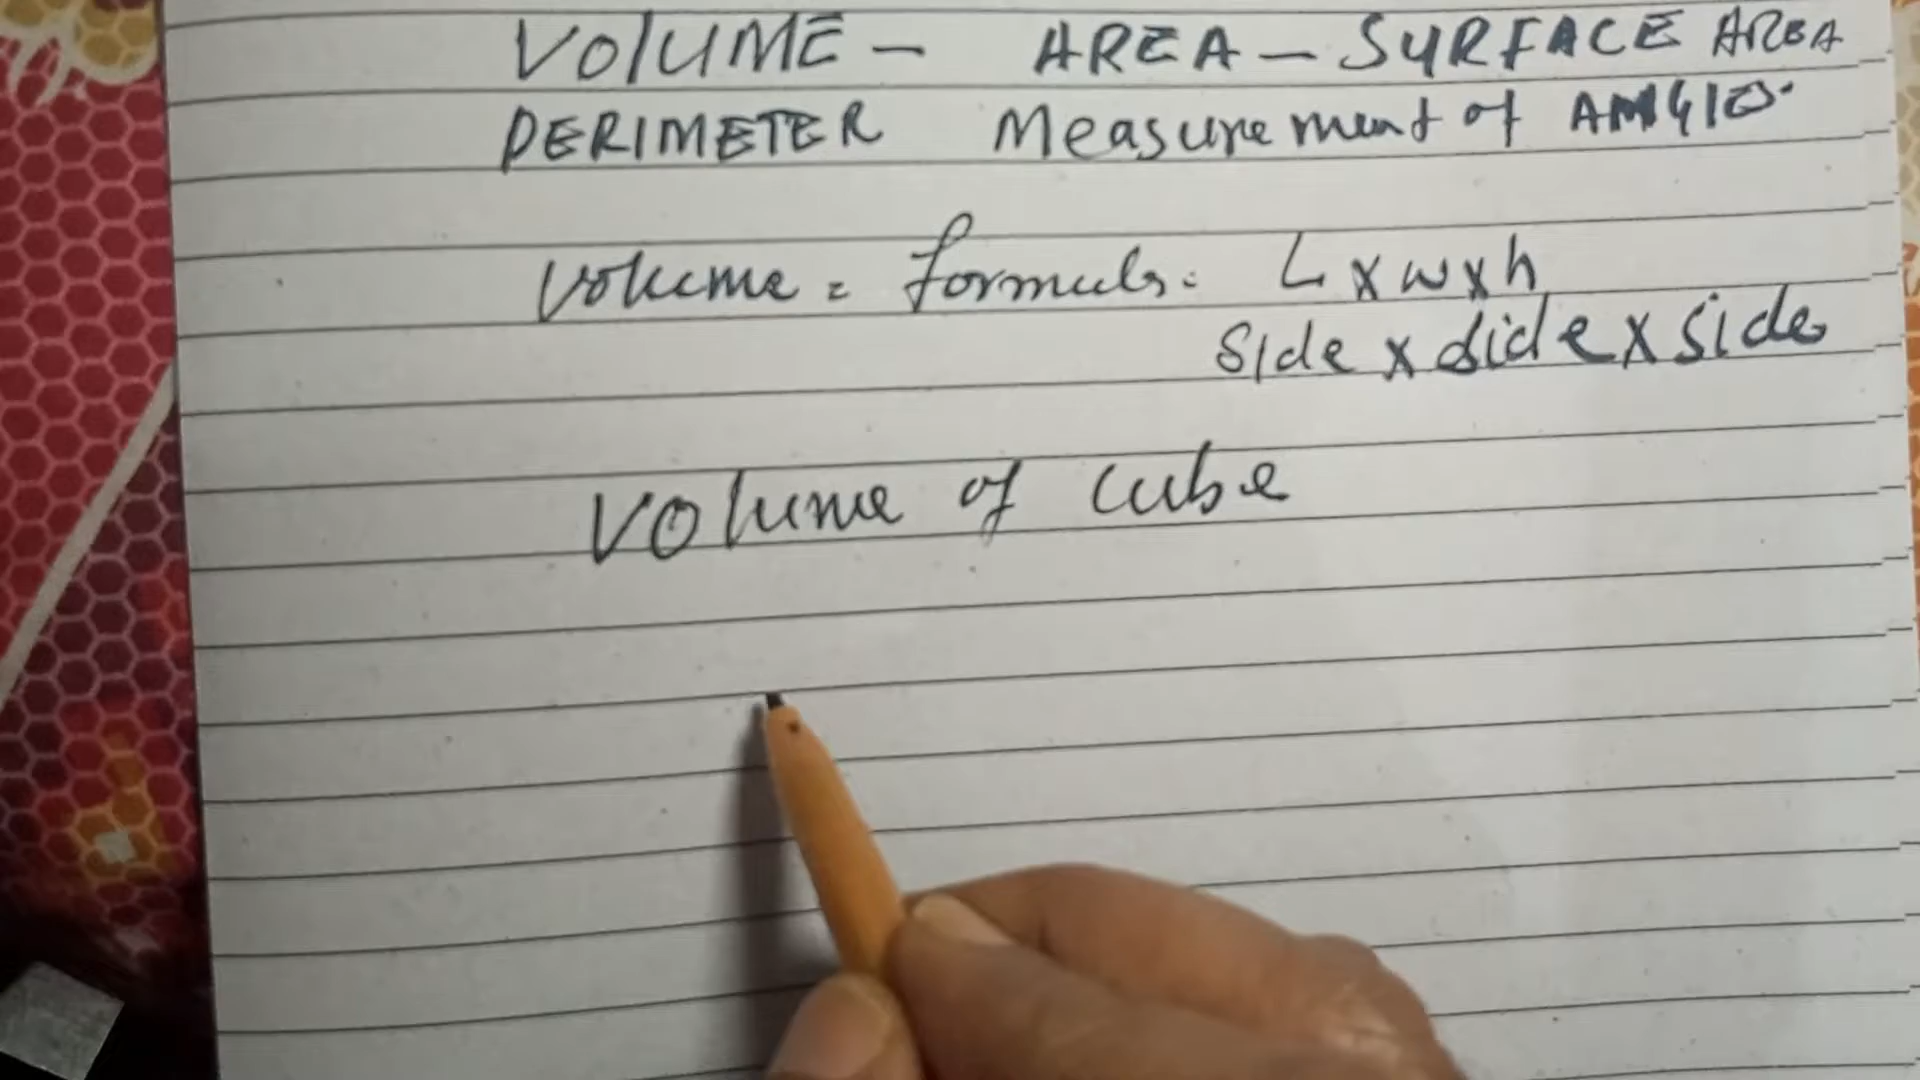 VOlUME – AREA – SURFACE AREA
PERIMETER Measurement of ANGLES.
Volume = formula = L x w x h
Side x side x side
Volume of cube